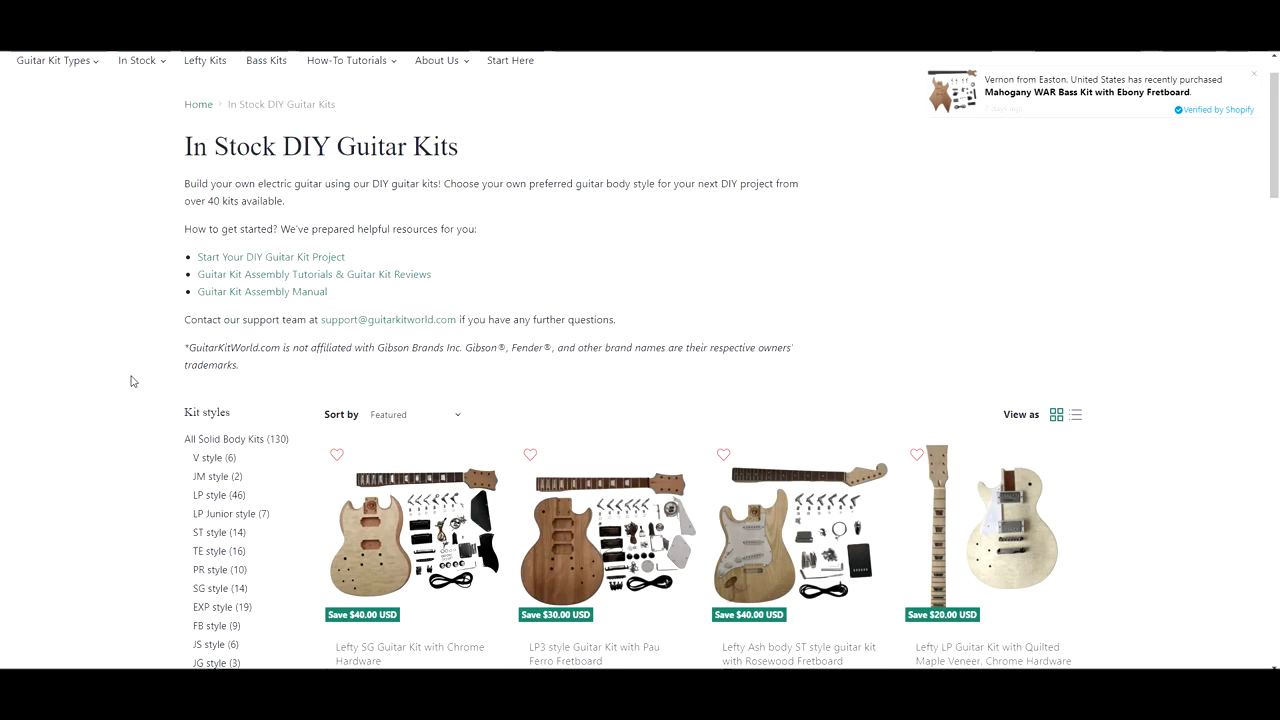 Guitar Kit Types
In Stock
Lefty Kits
Bass Kits
How-To Tutorials
About Us
Start Here
Vernon from Easton, United States has recently purchased
Mahogany WAR Bass Kit with Ebony Fretboard.
7 days ago
Verified by Shopify
Home › In Stock DIY Guitar Kits
In Stock DIY Guitar Kits
Build your own electric guitar using our DIY guitar kits! Choose your own preferred guitar body style for your next DIY project from
over 40 kits available.
How to get started? We've prepared helpful resources for you:
• Start Your DIY Guitar Kit Project
• Guitar Kit Assembly Tutorials & Guitar Kit Reviews
• Guitar Kit Assembly Manual
Contact our support team at support@guitarkitworld.com if you have any further questions.
*GuitarKitWorld.com is not affiliated with Gibson Brands Inc. Gibson®, Fender®, and other brand names are their respective owners'
trademarks.
Kit styles
All Solid Body Kits (130)
V style (6)
JM style (2)
LP style (46)
LP Junior style (7)
ST style (14)
TE style (16)
PR style (10)
SG style (14)
EXP style (19)
FB style (9)
JS style (6)
JG style (3)
Sort by Featured
View as
Save $40.00 USD
Lefty SG Guitar Kit with Chrome
Hardware
Save $30.00 USD
LP3 style Guitar Kit with Pau
Ferro Fretboard
Save $40.00 USD
Lefty Ash body ST style guitar kit
with Rosewood Fretboard
Save $20.00 USD
Lefty LP Guitar Kit with Quilted
Maple Veneer, Chrome Hardware